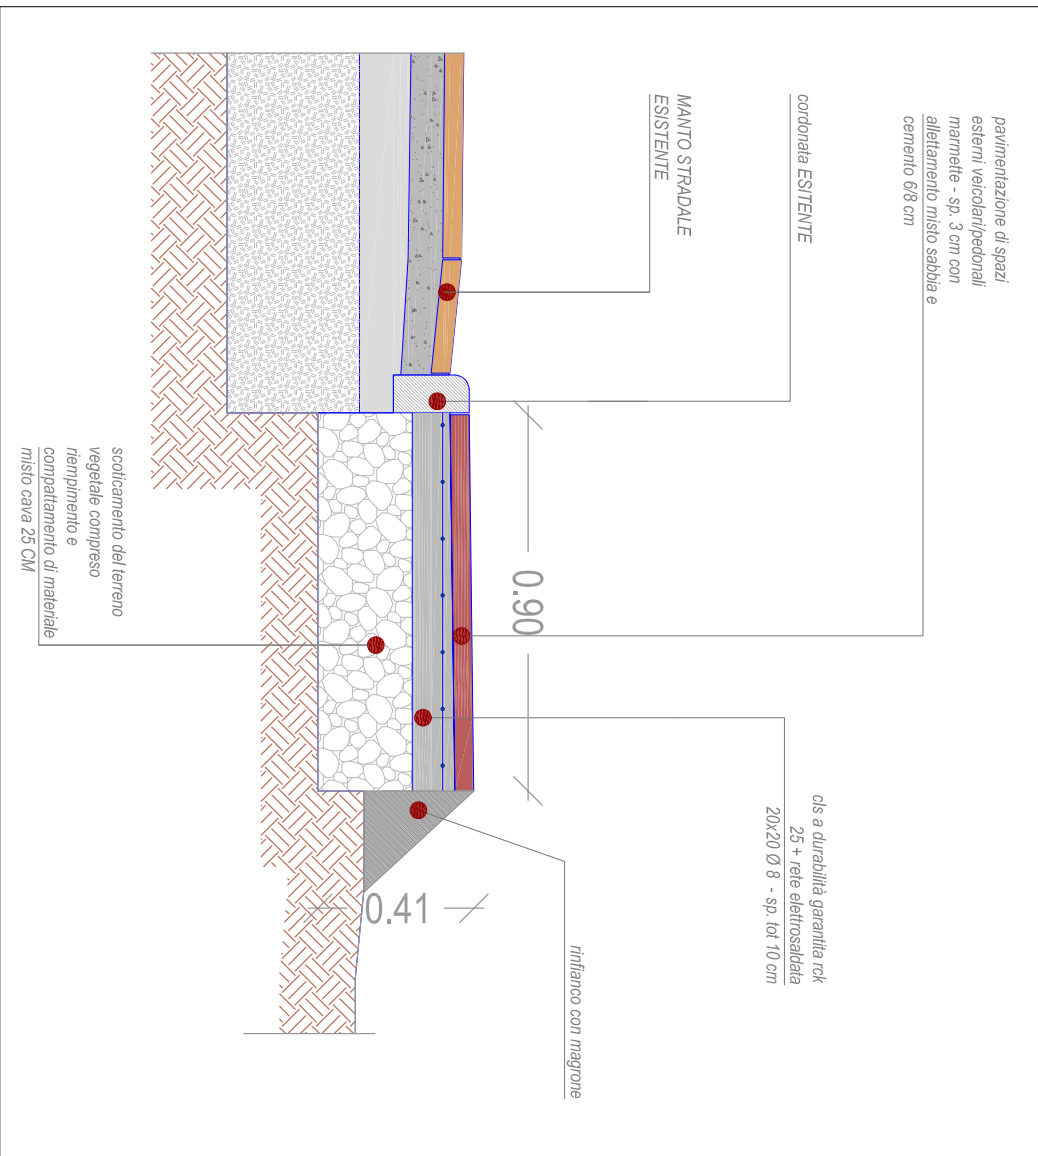 pavimentazione di spazi
esterni veicolari/pedonali
marmette - sp. 3 cm con
allettamento misto sabbia e
cemento 6/8 cm
cordonata ESITENTE
MANTO STRADALE
ESISTENTE
cls a durabilità garantita rck
25 + rete elettrosaldata
20x20 Ø 8 - sp. tot 10 cm
rinfianco con magrone
0.90
0.41
scoticamento del terreno
vegetale compreso
riempimento e
compattamento di materiale
misto cava 25 CM